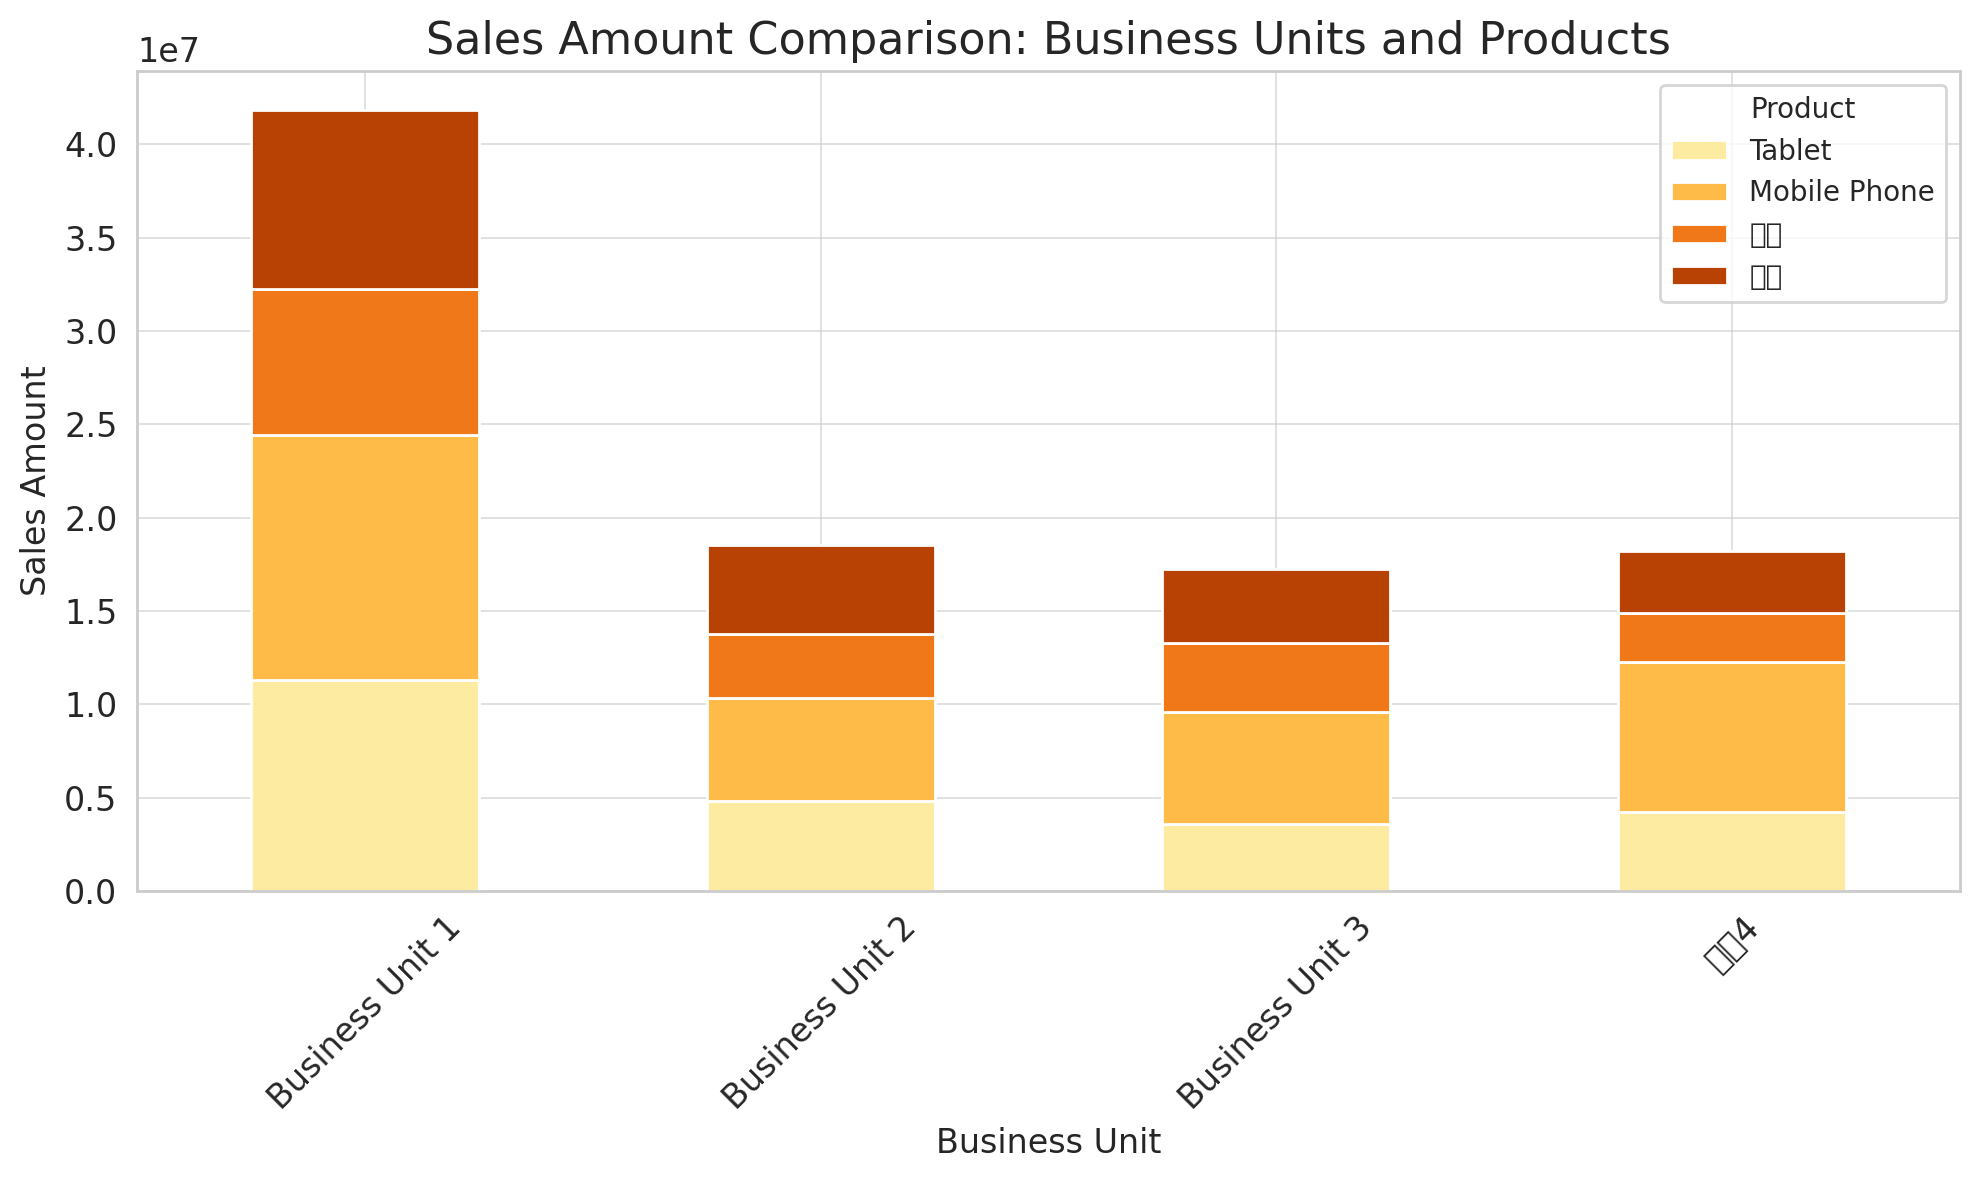 Sales Amount Comparison: Business Units and Products
1e7
4.0
3.5
3.0
2.5
2.0
1.5
1.0
0.5
0.0
Sales Amount
Product
Tablet
Mobile Phone
Business Unit 1
Business Unit 2
Business Unit 3
4
Business Unit